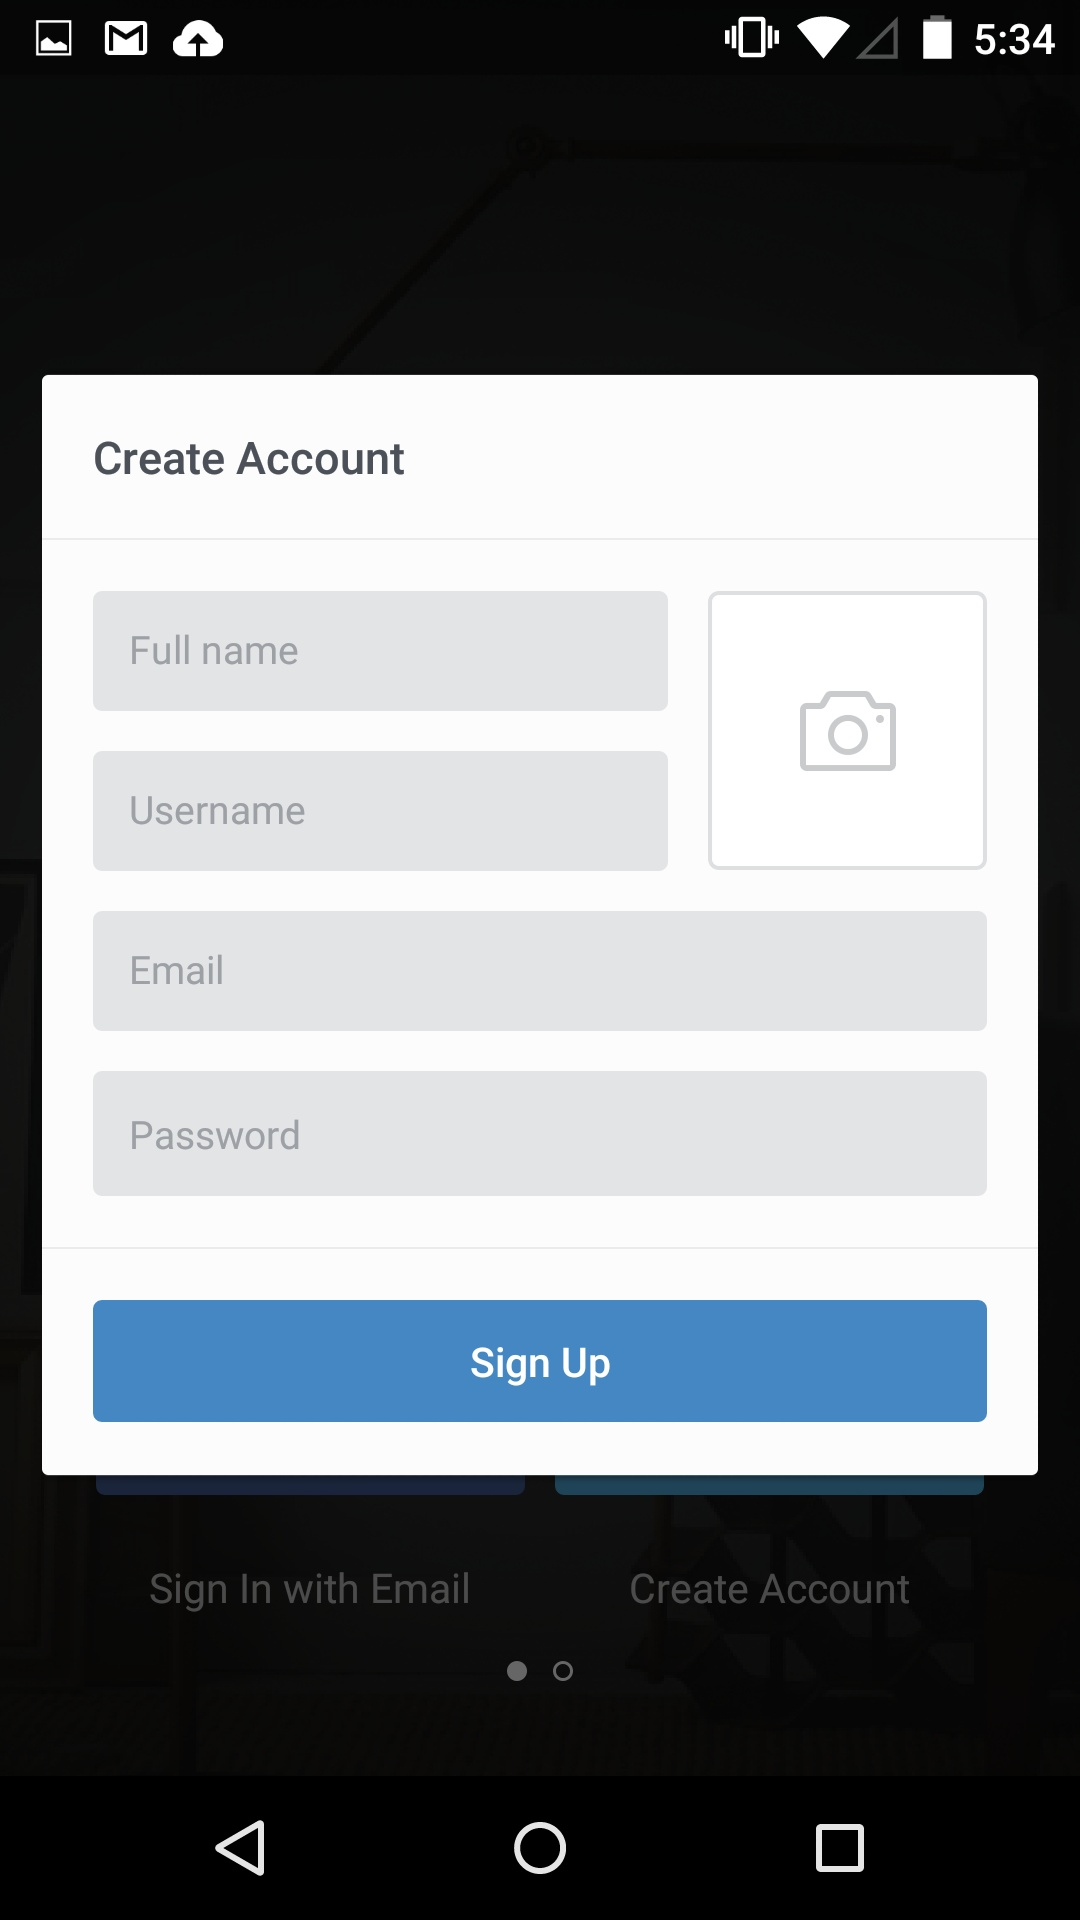 5:34
Create Account
Full name
Username
Email
Password
Sign Up
Sign In with Email
Create Account